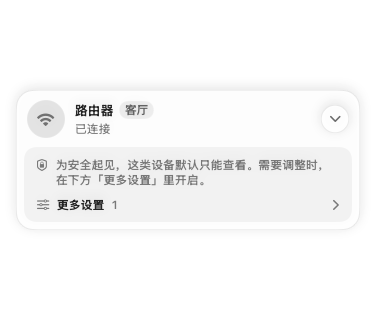 路由器 客厅
已连接
为安全起见，这类设备默认只能查看。需要调整时，
在下方「更多设置」里开启。
更多设置 1